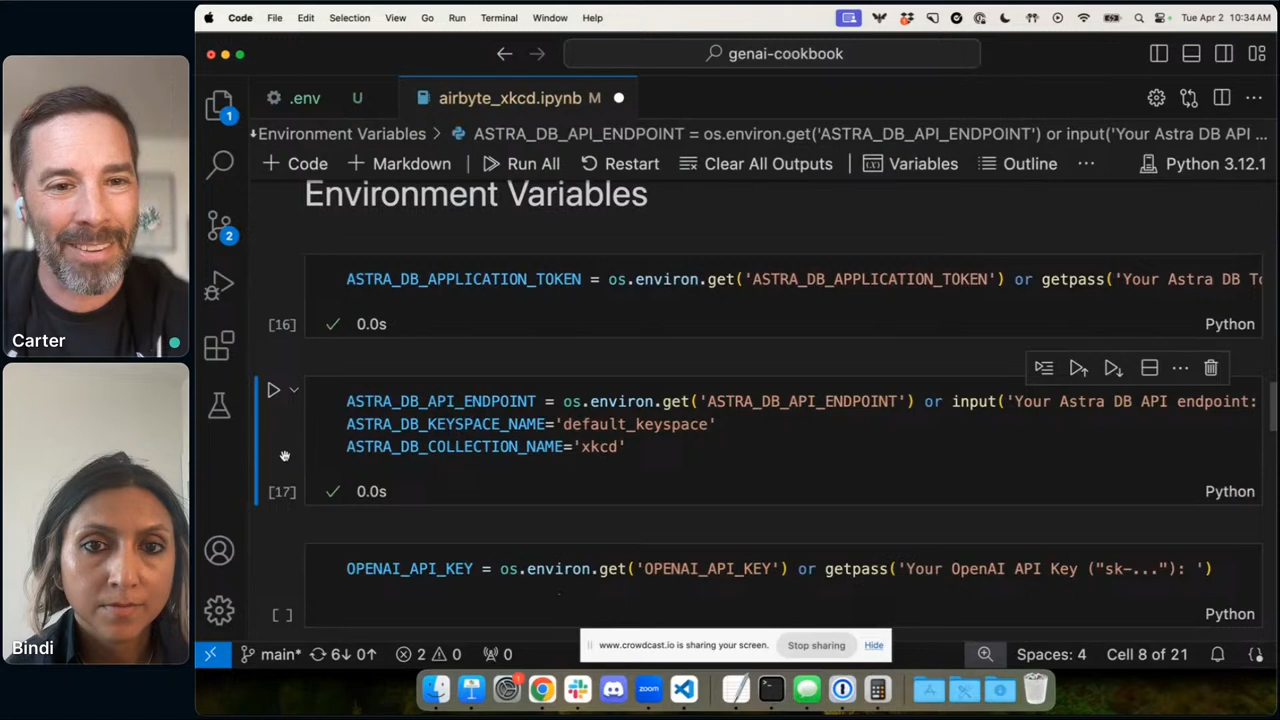 Code File Edit Selection View Go Run Terminal Window Help Tue Apr 2 10:34 AM
genai-cookbook
.env U airbyte_xkcd.ipynb M
Environment Variables > ASTRA_DB_API_ENDPOINT = os.environ.get('ASTRA_DB_API_ENDPOINT') or input('Your Astra DB API ...
+ Code + Markdown Run All Restart Clear All Outputs Variables Outline ... Python 3.12.1
Environment Variables
ASTRA_DB_APPLICATION_TOKEN = os.environ.get('ASTRA_DB_APPLICATION_TOKEN') or getpass('Your Astra DB To
[16] 0.0s Python
ASTRA_DB_API_ENDPOINT = os.environ.get('ASTRA_DB_API_ENDPOINT') or input('Your Astra DB API endpoint:
ASTRA_DB_KEYSPACE_NAME='default_keyspace'
ASTRA_DB_COLLECTION_NAME='xkcd'
[17] 0.0s Python
OPENAI_API_KEY = os.environ.get('OPENAI_API_KEY') or getpass('Your OpenAI API Key ("sk-..."): ')
[ ] Python
www.crowdcast.io is sharing your screen. Stop sharing Hide
main* 6↓ 0↑ 2 0 0 Spaces: 4 Cell 8 of 21
1
2
Carter
Bindi
zoom
1